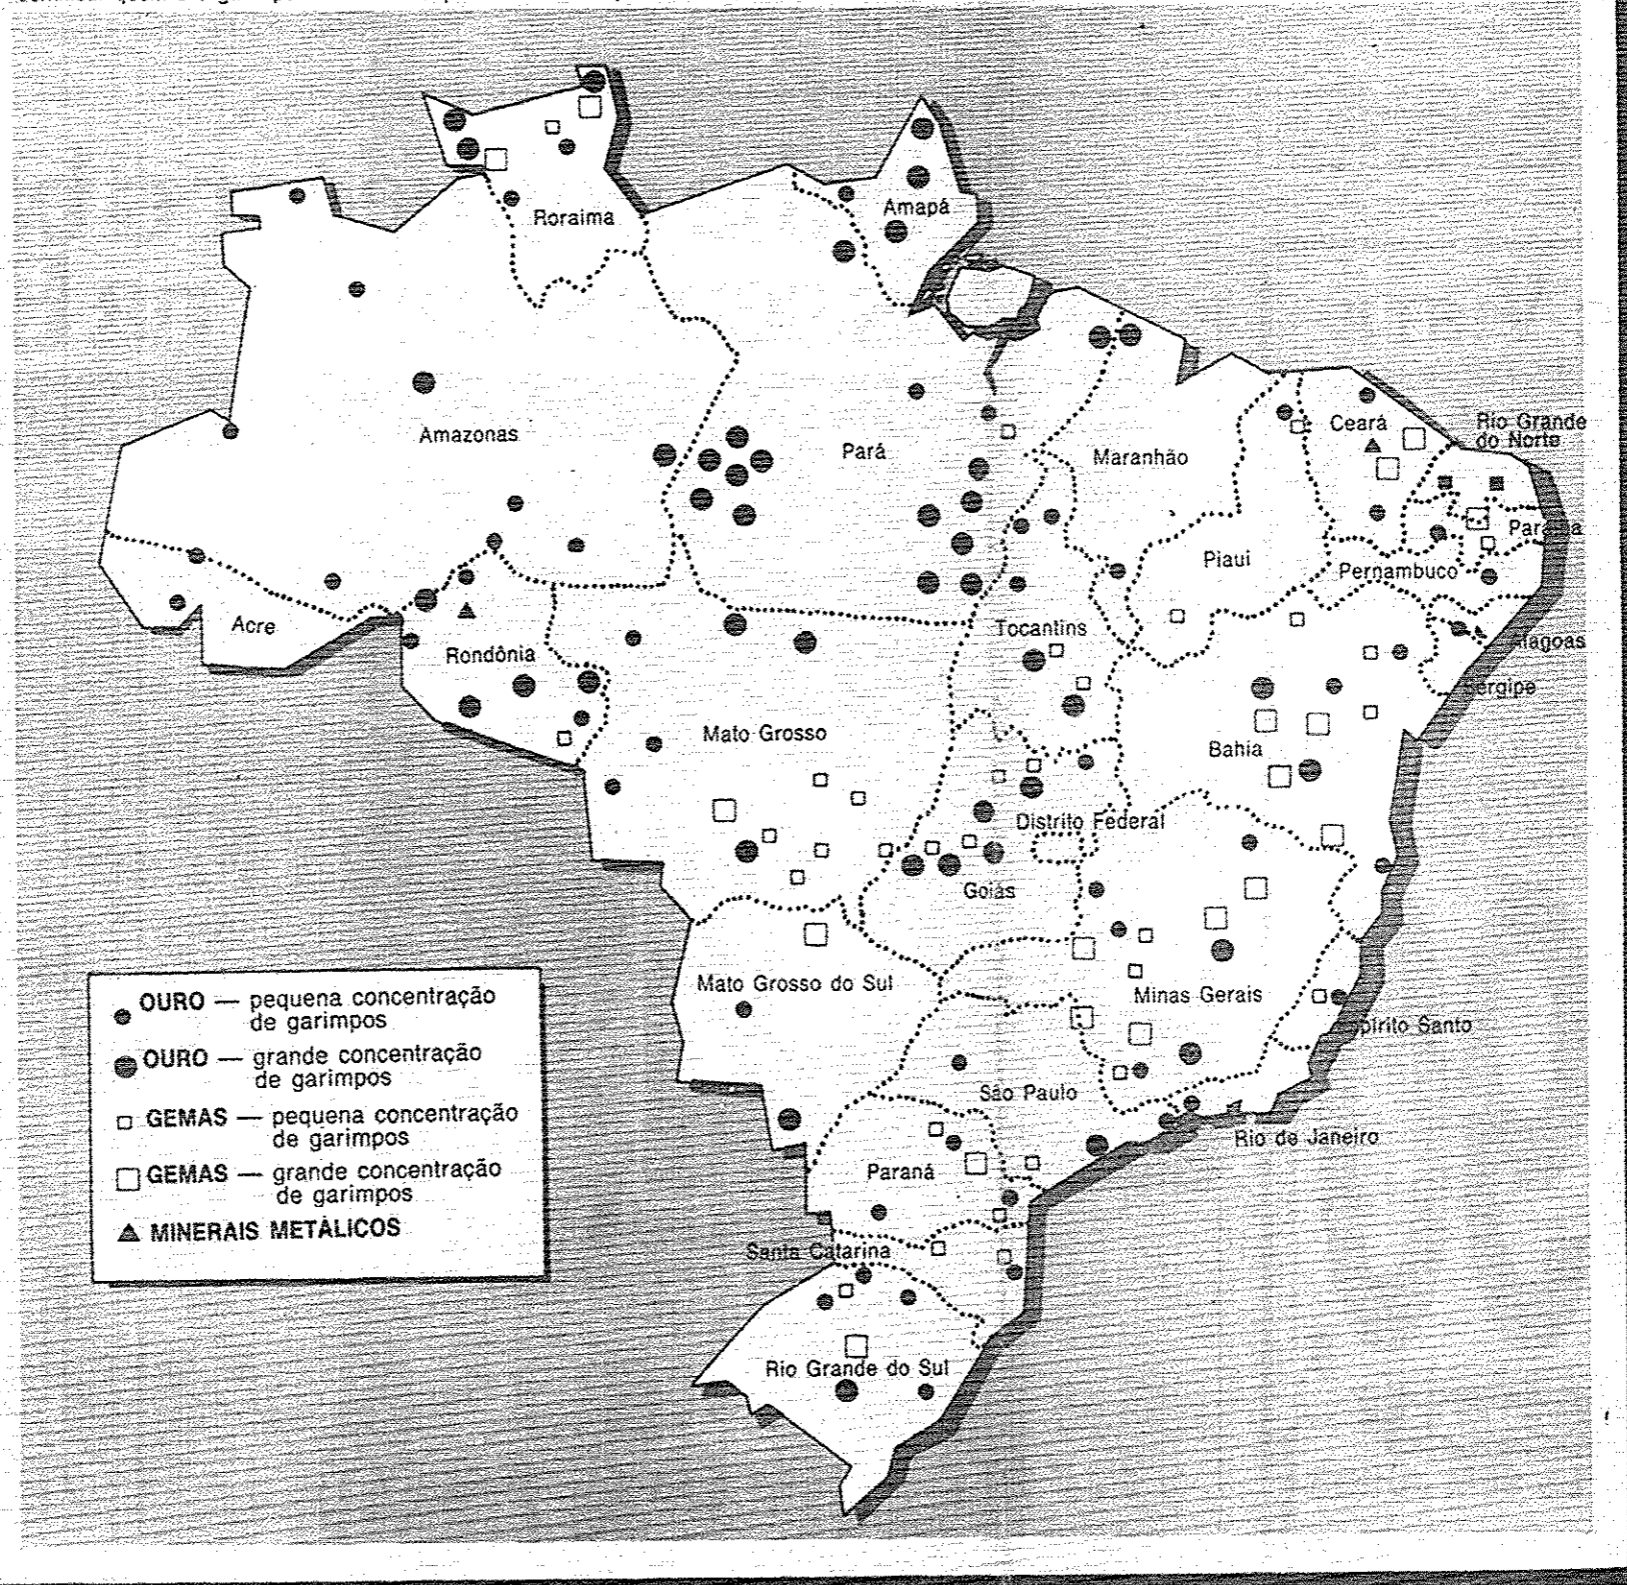 Roraima
Amapá
Amazonas
Pará
Maranhão
Ceará
Rio Grande
do Norte
Piauí
Pernambuco
Acre
Rondônia
Tocantins
Alagoas
Sergipe
Mato Grosso
Bahia
Distrito Federal
Goiás
Mato Grosso do Sul
Minas Gerais
São Paulo
Rio de Janeiro
Paraná
Santa Catarina
Rio Grande do Sul
OURO — pequena concentração
de garimpos
OURO — grande concentração
de garimpos
GEMAS — pequena concentração
de garimpos
GEMAS — grande concentração
de garimpos
MINERAIS METÁLICOS